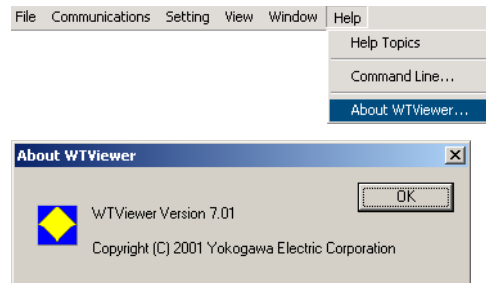 File Communications Setting View Window Help
Help Topics
Command Line...
About WTViewer...
About WTViewer
OK
WTViewer Version 7.01
Copyright (C) 2001 Yokogawa Electric Corporation